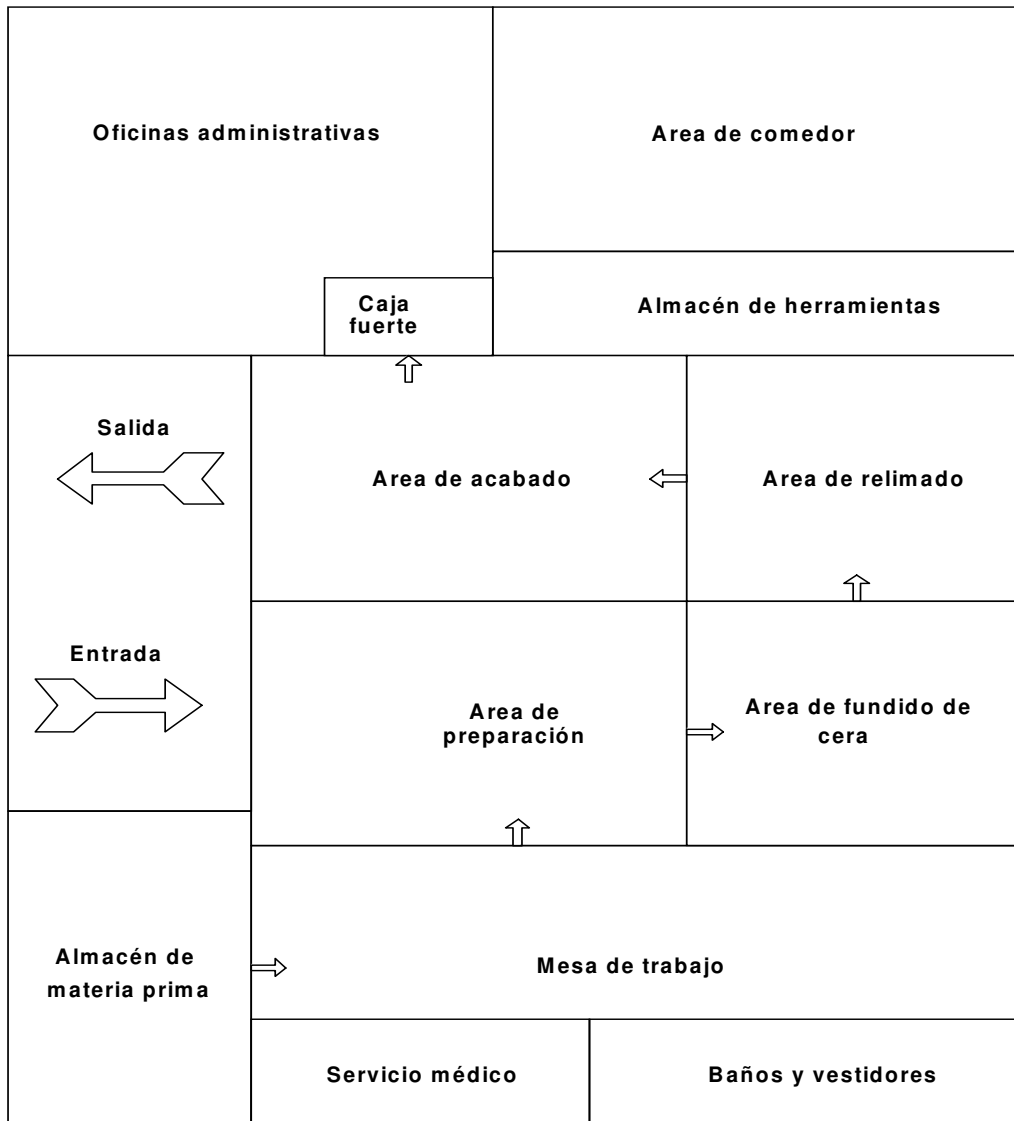 Oficinas administrativas
Area de comedor
Caja
fuerte
Almacén de herramientas
Salida
Area de acabado
Area de relimado
Entrada
Area de
preparación
Area de fundido de
cera
Almacén de
materia prima
Mesa de trabajo
Servicio médico
Baños y vestidores